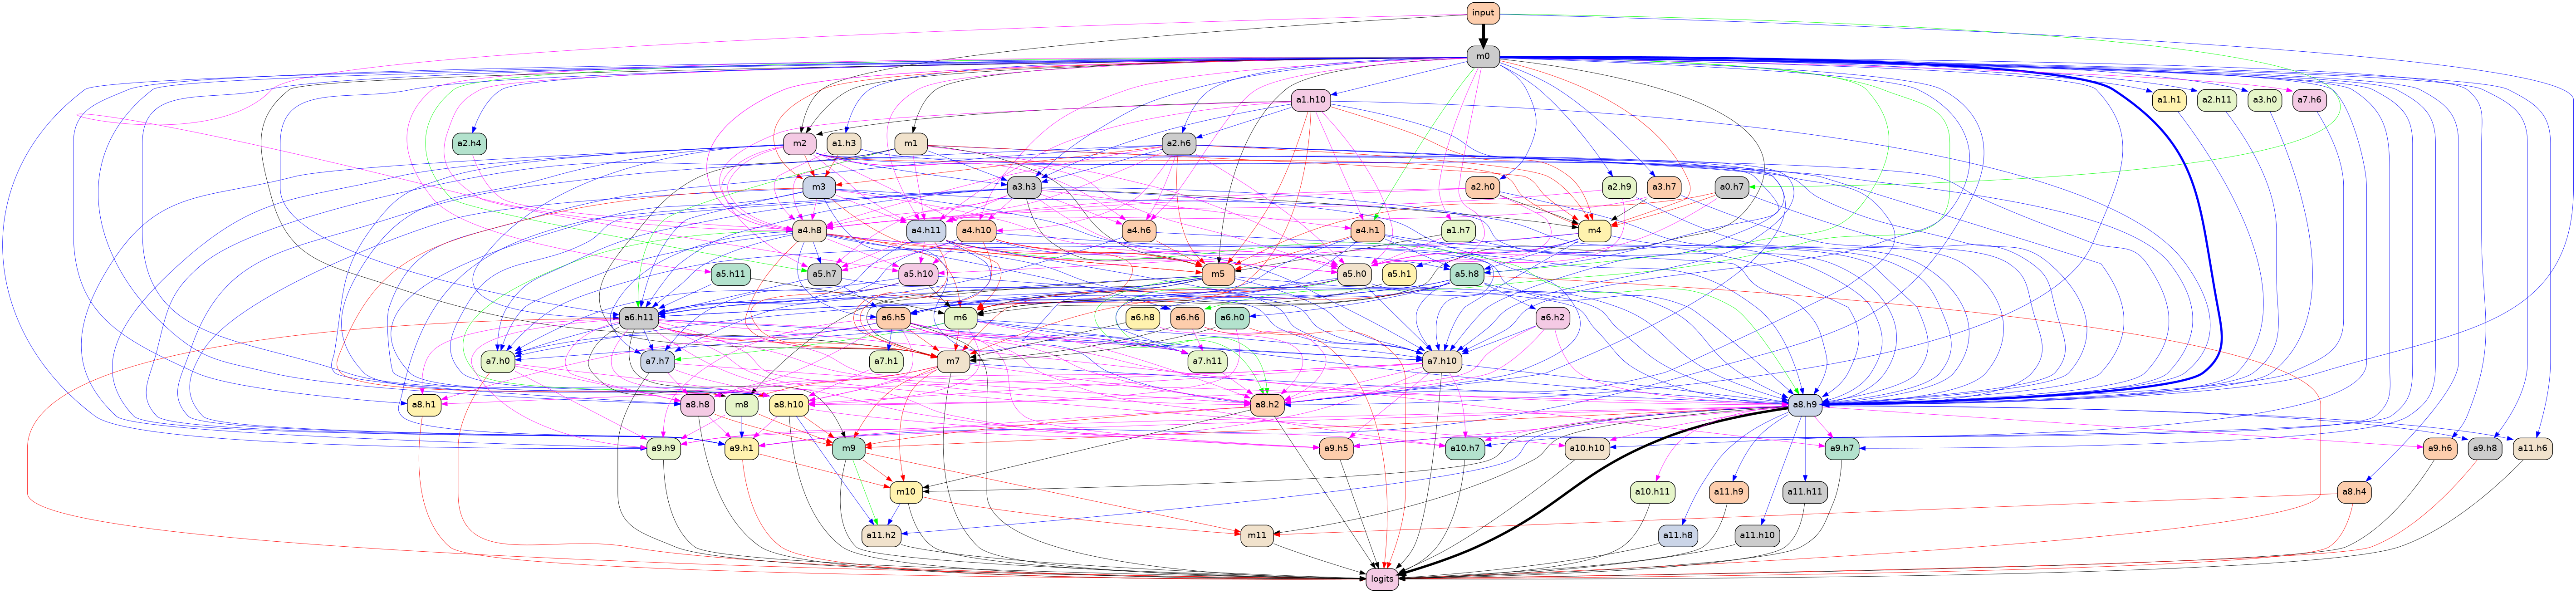 input
m0
a1.h10 a1.h1 a2.h11 a3.h0 a7.h6
a2.h4 m2 a1.h3 m1 a2.h6
m3 a3.h3 a2.h0 a2.h9 a3.h7 a0.h7
a4.h8 a4.h11 a4.h10 a4.h6 a4.h1 a1.h7 m4
a5.h11 a5.h7 a5.h10 m5 a5.h0 a5.h1 a5.h8
a6.h11 a6.h5 m6 a6.h8 a6.h6 a6.h0 a6.h2
a7.h0 a7.h7 a7.h1 m7 a7.h11 a7.h10
a8.h1 a8.h8 m8 a8.h10 a8.h2 a8.h9
a9.h9 a9.h1 m9 a9.h5 a10.h7 a10.h10 a9.h7 a9.h6 a9.h8 a11.h6
m10 a10.h11 a11.h9 a11.h11 a8.h4
a11.h2 m11 a11.h8 a11.h10
logits